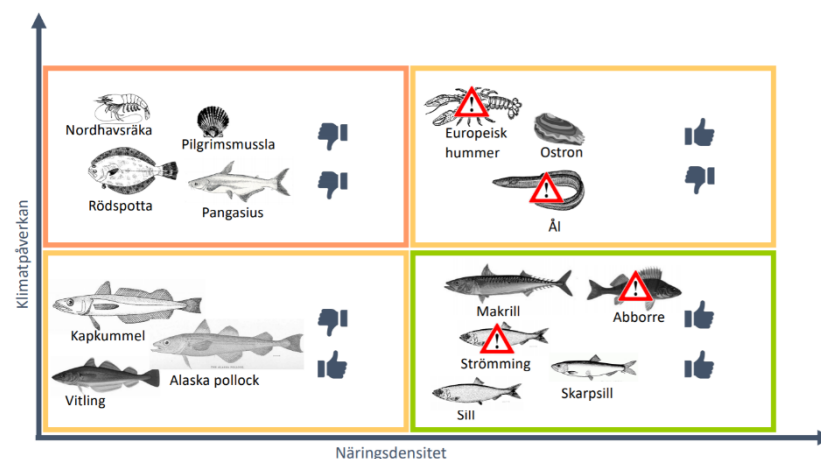 Klimatpåverkan
Nordhavsräka
Pilgrimsmussla
Rödspotta
Pangasius
Europeisk
hummer
Ostron
Ål
Kapkummel
Alaska pollock
Vitling
Makrill
Abborre
Strömming
Skarpsill
Sill
Näringsdensitet